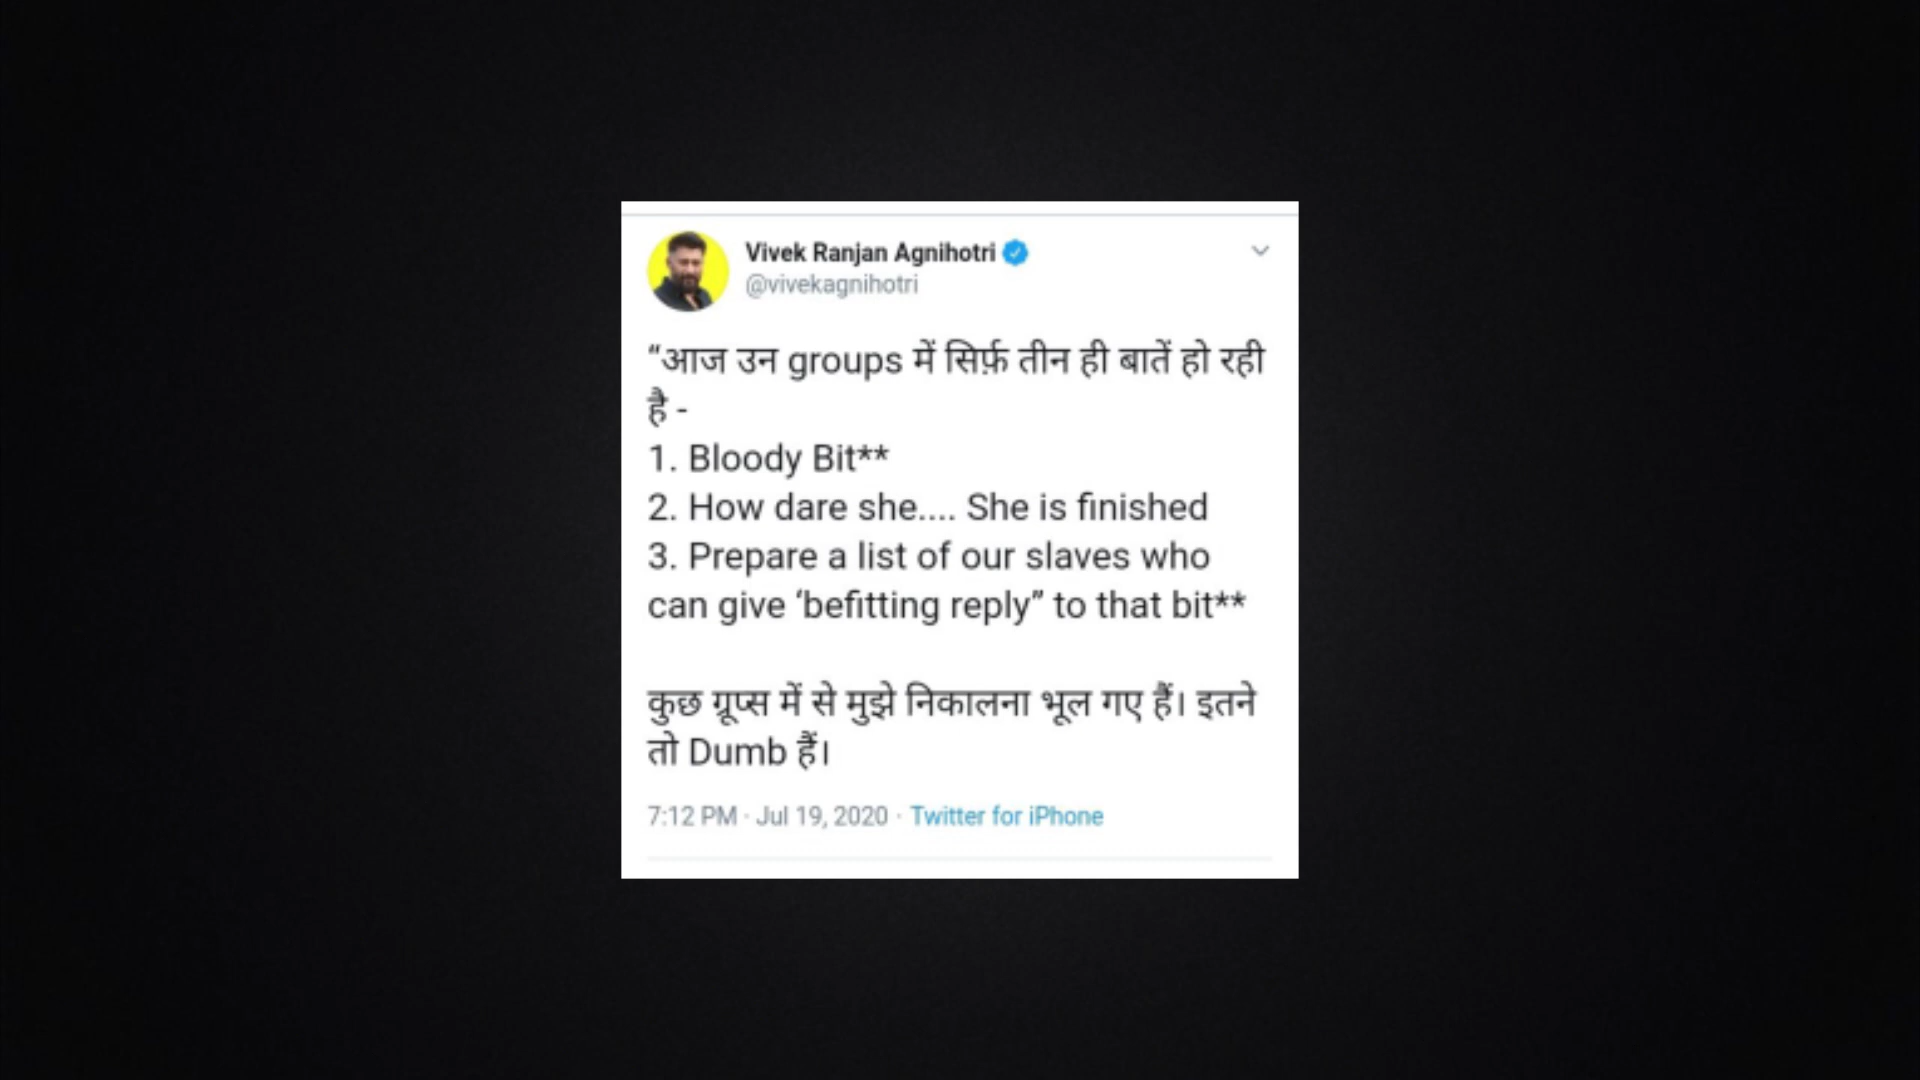 Vivek Ranjan Agnihotri
@vivekagnihotri
“आज उन groups में सिर्फ़ तीन ही बातें हो रही
है -
1. Bloody Bit**
2. How dare she.... She is finished
3. Prepare a list of our slaves who
can give ‘befitting reply” to that bit**
कुछ ग्रूप्स में से मुझे निकालना भूल गए हैं। इतने
तो Dumb हैं।
7:12 PM · Jul 19, 2020 · Twitter for iPhone